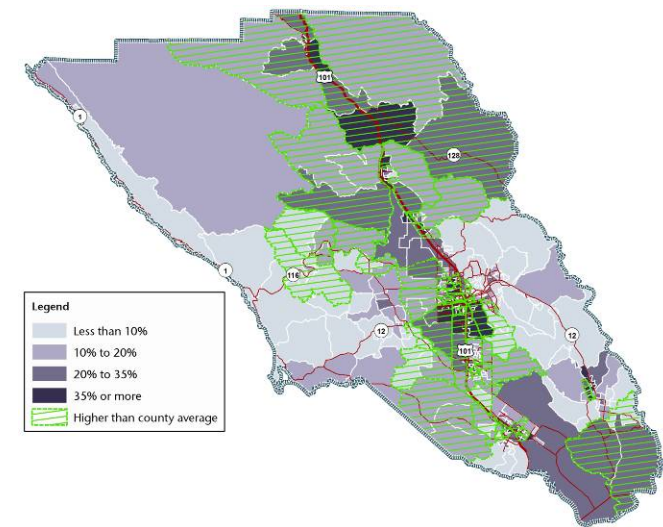 101
1
128
1
116
12
12
101
Legend
Less than 10%
10% to 20%
20% to 35%
35% or more
Higher than county average